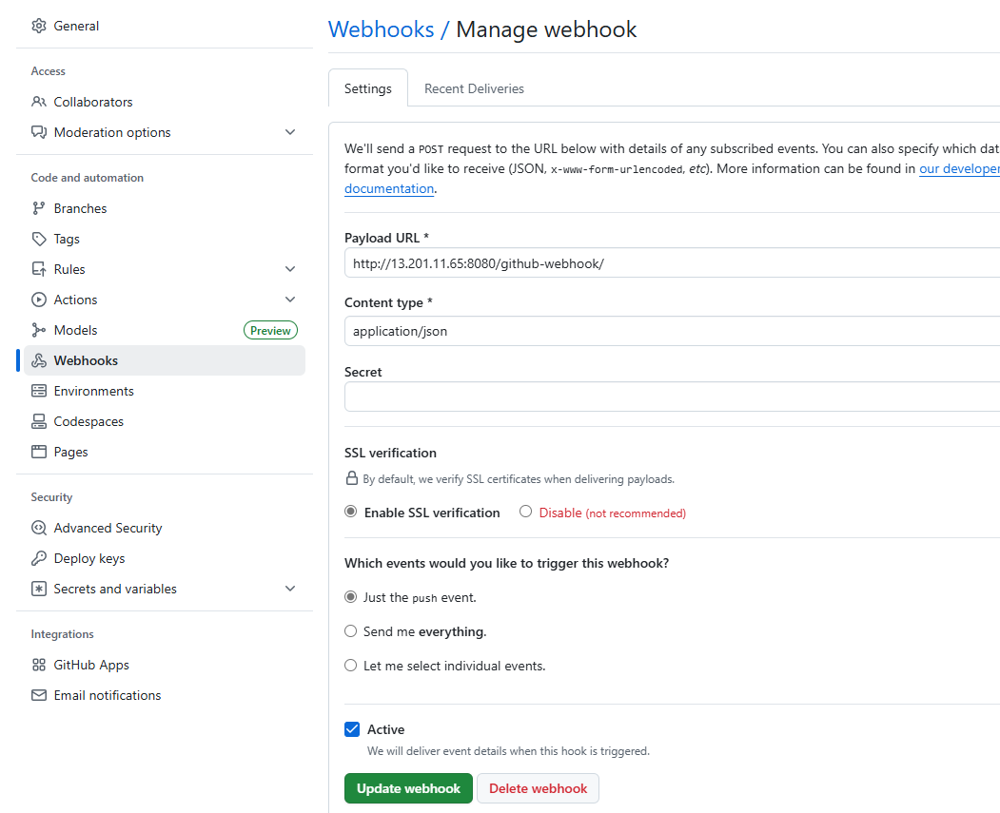 General
Access
Collaborators
Moderation options
Code and automation
Branches
Tags
Rules
Actions
Models
Preview
Webhooks
Environments
Codespaces
Pages
Security
Advanced Security
Deploy keys
Secrets and variables
Integrations
GitHub Apps
Email notifications
Webhooks / Manage webhook
Settings
Recent Deliveries
We'll send a POST request to the URL below with details of any subscribed events. You can also specify which dat
format you'd like to receive (JSON, x-www-form-urlencoded, etc). More information can be found in our developer
documentation.
Payload URL *
http://13.201.11.65:8080/github-webhook/
Content type *
application/json
Secret
SSL verification
By default, we verify SSL certificates when delivering payloads.
Enable SSL verification
Disable (not recommended)
Which events would you like to trigger this webhook?
Just the push event.
Send me everything.
Let me select individual events.
Active
We will deliver event details when this hook is triggered.
Update webhook
Delete webhook